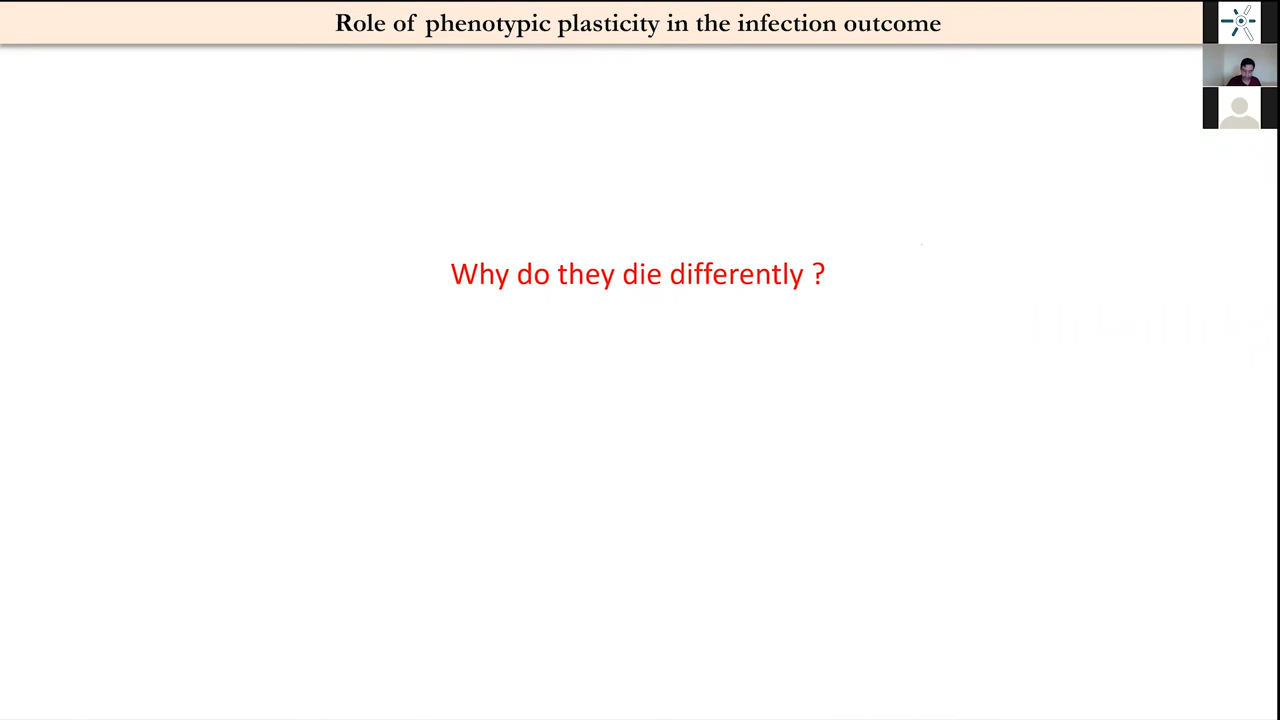 Role of phenotypic plasticity in the infection outcome
Why do they die differently ?